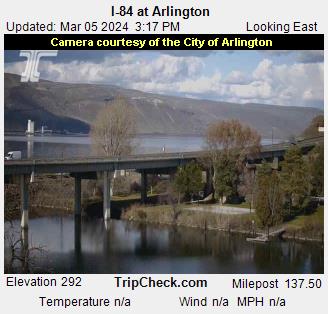 I-84 at Arlington
Updated: Mar 05 2024 3:17 PM Looking East
Camera courtesy of the City of Arlington
Elevation 292 TripCheck.com Milepost 137.50
Temperature n/a Wind n/a MPH n/a